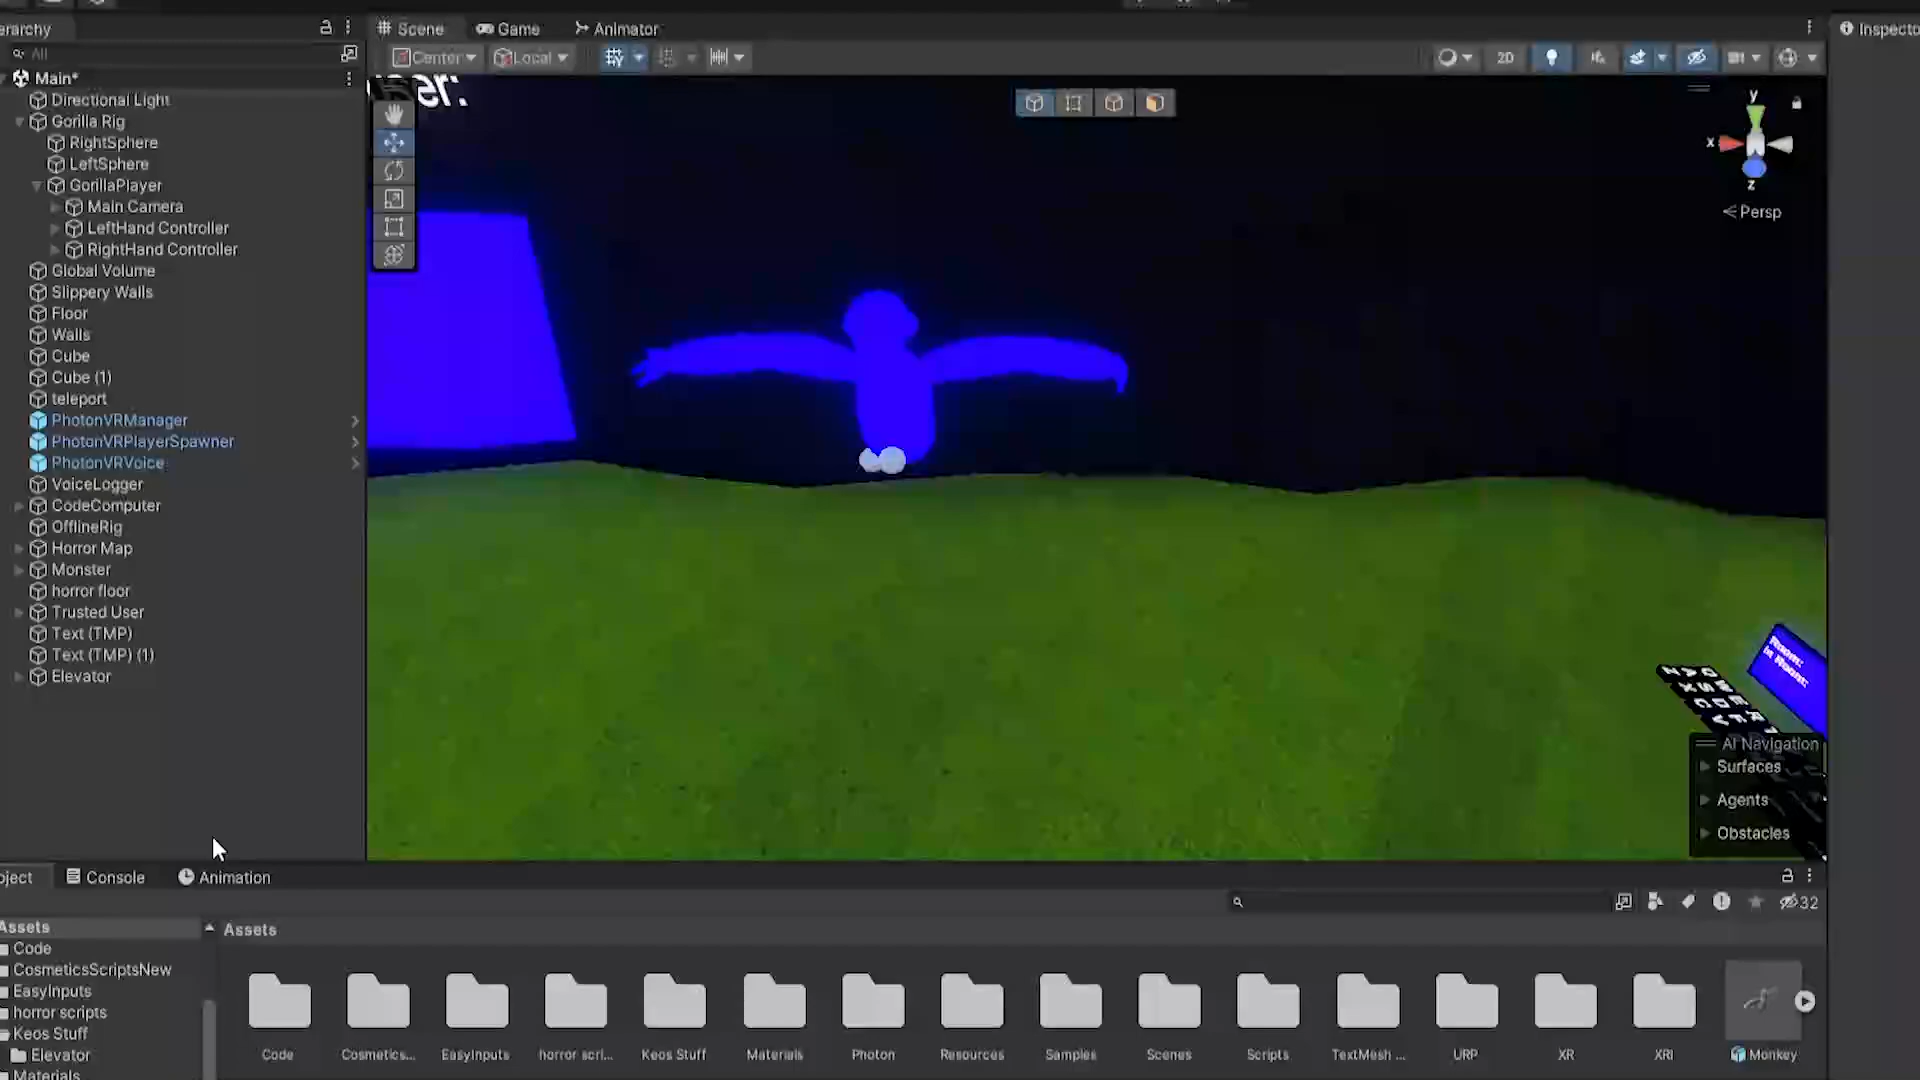 erarchy
Scene
Game
Animator
Inspecto
All
Center
Local
2D
Main*
Directional Light
Gorilla Rig
RightSphere
LeftSphere
GorillaPlayer
Main Camera
LeftHand Controller
RightHand Controller
Global Volume
Slippery Walls
Floor
Walls
Cube
Cube (1)
teleport
PhotonVRManager
PhotonVRPlayerSpawner
PhotonVRVoice
VoiceLogger
CodeComputer
OfflineRig
Horror Map
Monster
horror floor
Trusted User
Text (TMP)
Text (TMP) (1)
Elevator
y
x
z
Persp
AI Navigation
Surfaces
Agents
Obstacles
oject
Console
Animation
32
Assets
Code
CosmeticsScriptsNew
EasyInputs
horror scripts
Keos Stuff
Elevator
Materials
Assets
Code
Cosmetics...
EasyInputs
horror scri...
Keos Stuff
Materials
Photon
Resources
Samples
Scenes
Scripts
TextMesh ...
URP
XR
XRI
Monkey